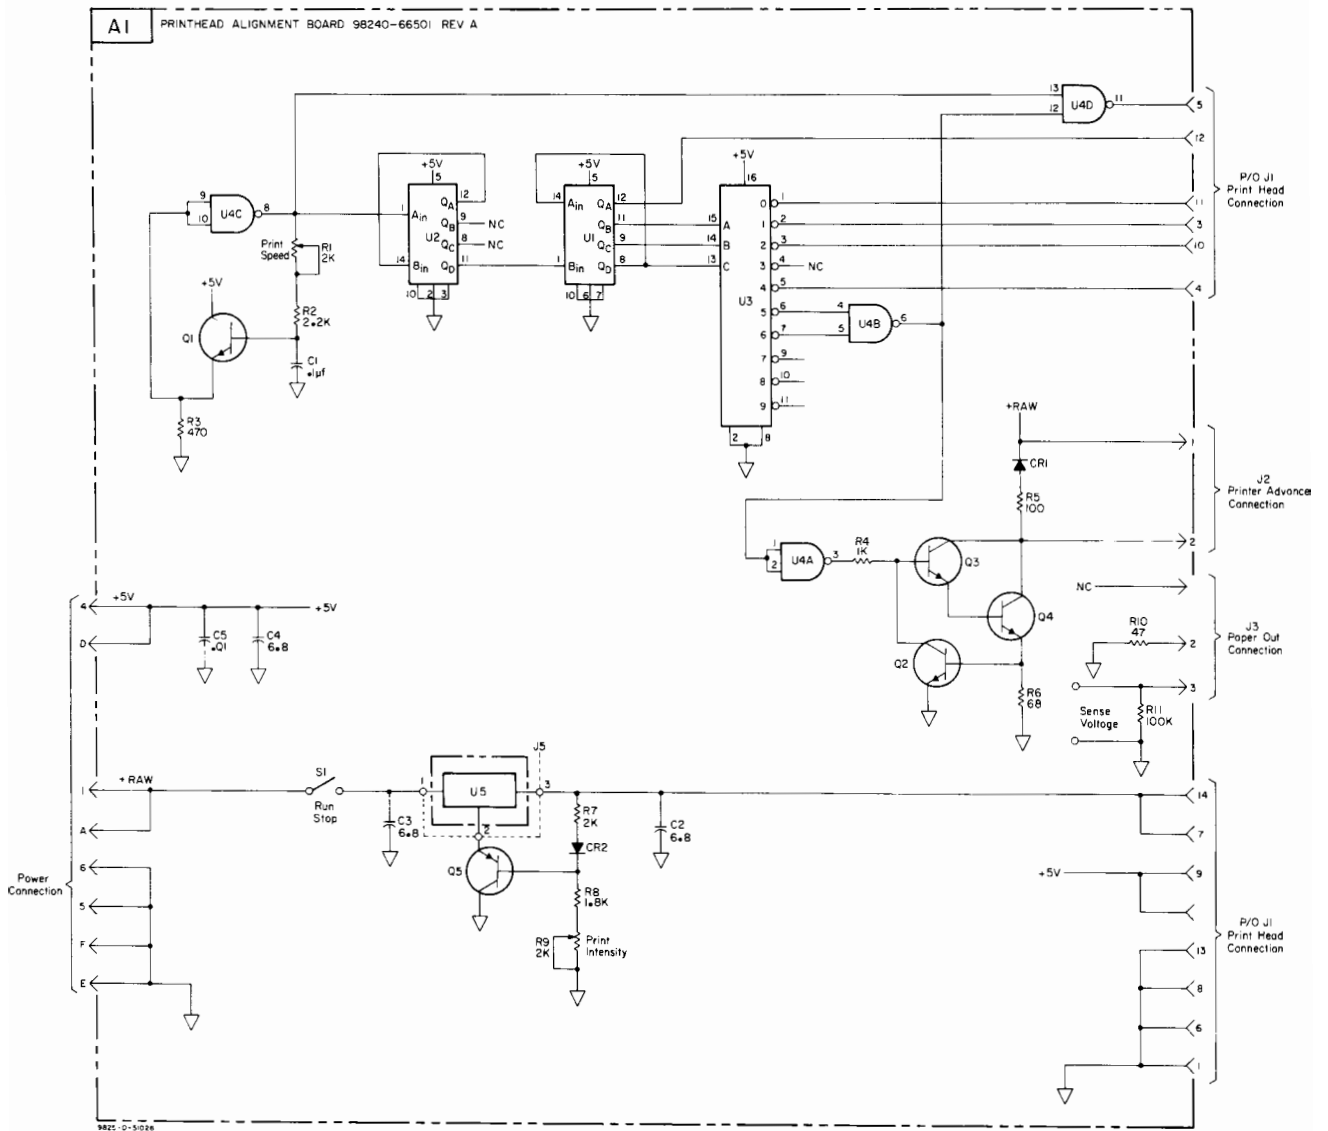 A1
PRINTHEAD ALIGNMENT BOARD 98240-66501 REV A
13
12
U4D
11
5
12
P/O J1
Print Head
Connection
11
3
10
4
9
10
U4C
8
Print
Speed
R1
2K
R2
2.2K
C1
.1µf
+5V
Q1
R3
470
+5V
5
1
Ain
QA
12
QB
9
NC
U2
QC
8
NC
14
Bin
QD
11
10
2
3
+5V
5
14
Ain
QA
12
QB
11
U1
QC
9
1
Bin
QD
8
10
6
7
+5V
16
15
A
14
B
13
C
U3
0
1
1
2
2
3
3
4
NC
4
5
5
6
6
7
7
9
8
10
9
11
2
8
4
5
U4B
6
+RAW
CR1
R5
100
1
J2
Printer Advance
Connection
2
1
2
U4A
3
R4
1K
Q3
Q4
Q2
R6
68
NC
R10
47
2
J3
Paper Out
Connection
3
Sense
Voltage
R11
100K
4
+5V
+5V
D
C5
.01
C4
6.8
1
+RAW
A
6
5
F
E
Power
Connection
S1
Run
Stop
C3
6.8
J5
1
U5
3
2
Q5
R7
2K
CR2
R8
1.8K
R9
2K
Print
Intensity
C2
6.8
14
7
+5V
9
P/O J1
Print Head
Connection
13
8
6
1
9825-D-51028